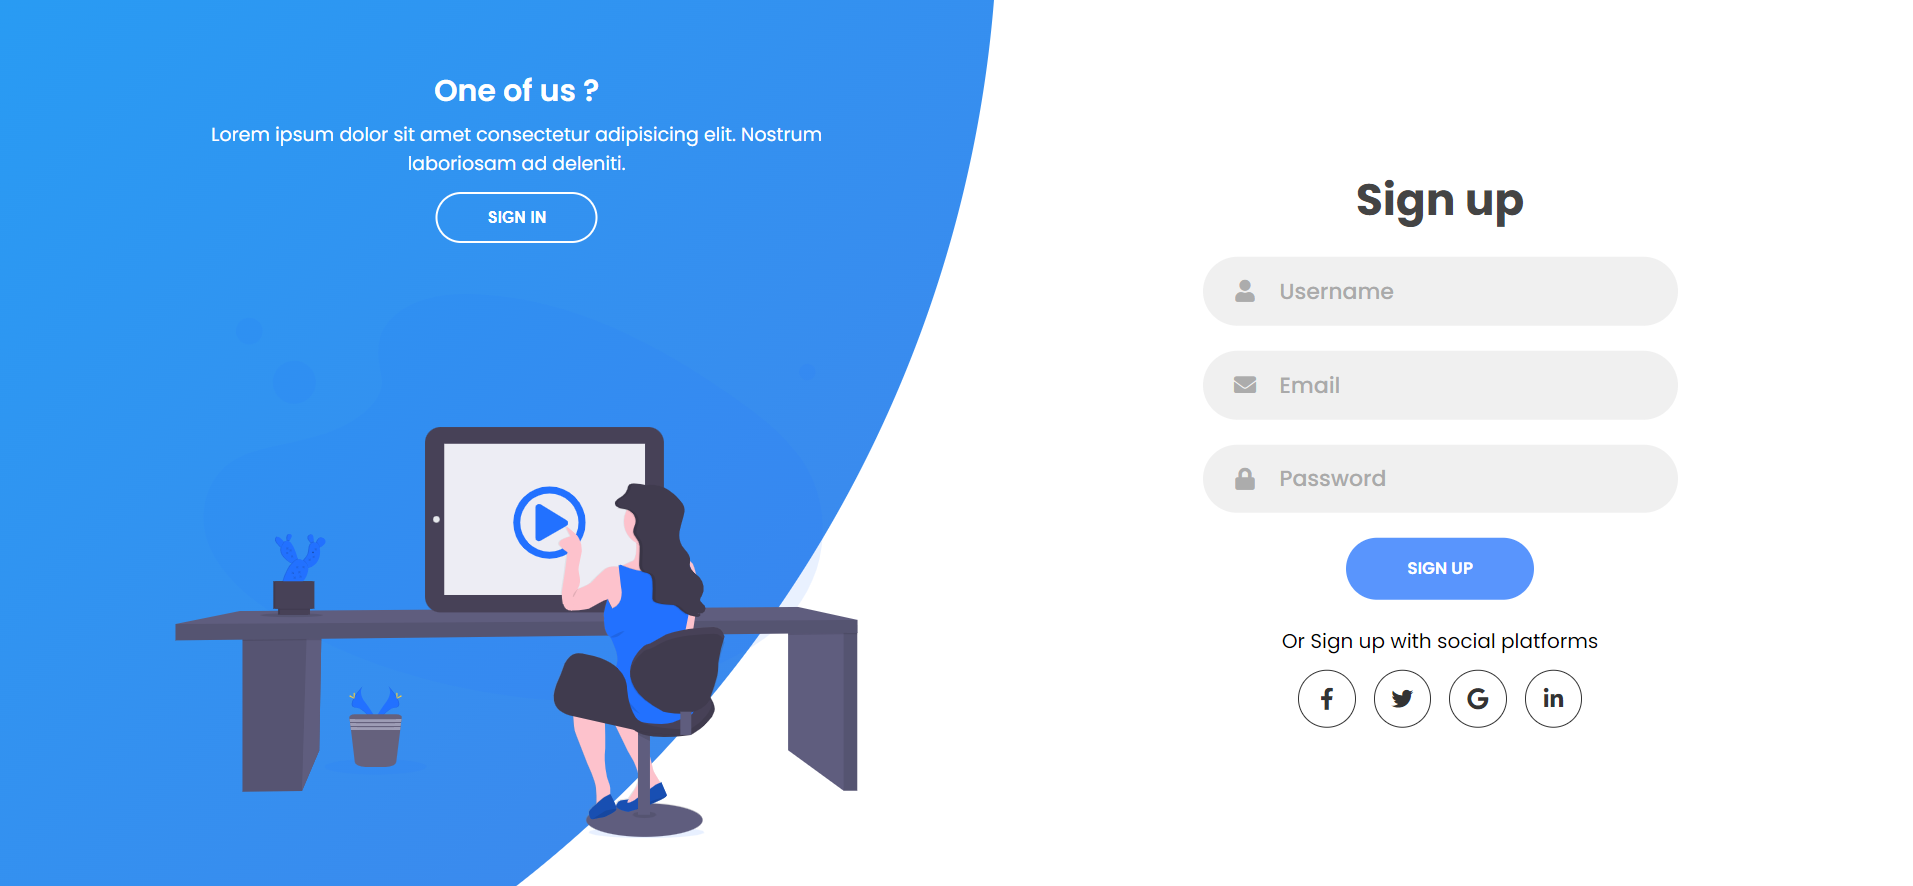 One of us ?
Lorem ipsum dolor sit amet consectetur adipisicing elit. Nostrum
laboriosam ad deleniti.
SIGN IN
Sign up
Username
Email
Password
SIGN UP
Or Sign up with social platforms